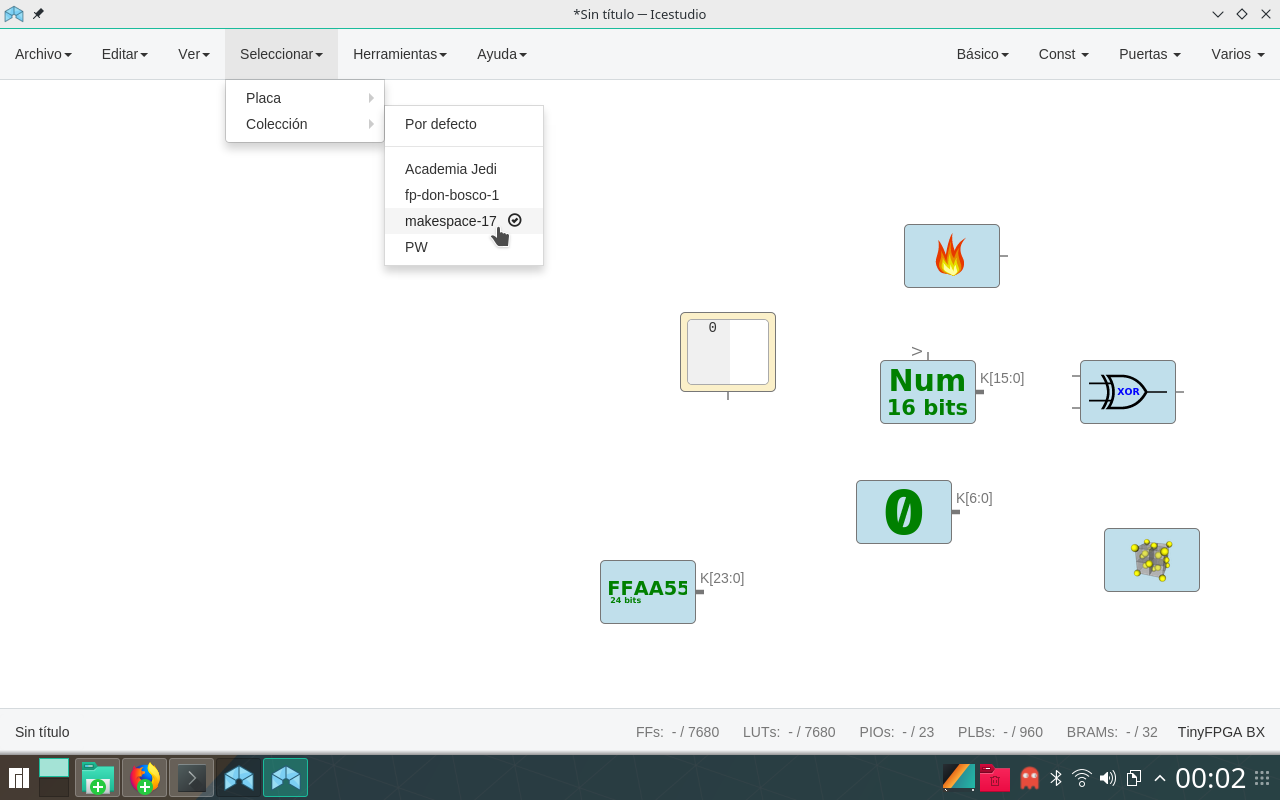 *Sin título — Icestudio
Archivo Editar Ver Seleccionar Herramientas Ayuda Básico Const Puertas Varios
Placa
Colección
Por defecto
Academia Jedi
fp-don-bosco-1
makespace-17
PW
0
>
Num
16 bits
K[15:0]
XOR
0
K[6:0]
FFAA55
24 bits
K[23:0]
Sin título FFs: - / 7680 LUTs: - / 7680 PIOs: - / 23 PLBs: - / 960 BRAMs: - / 32 TinyFPGA BX
00:02